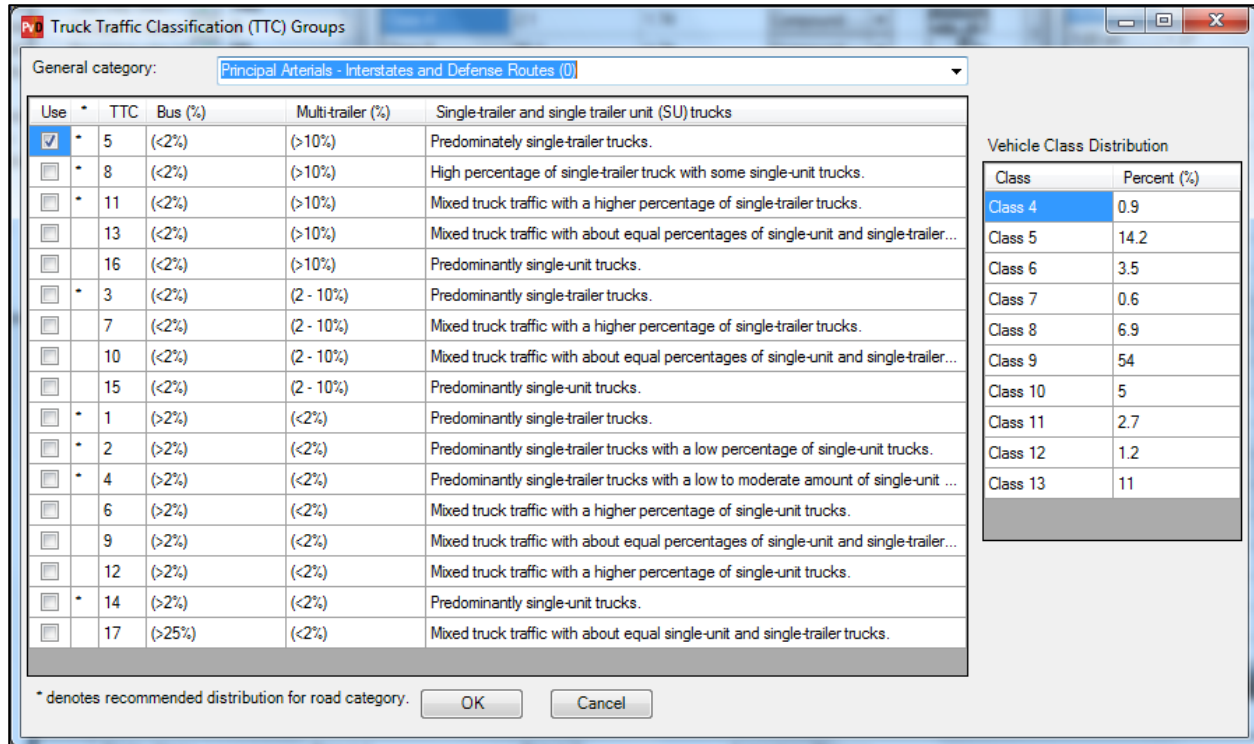 PvD Truck Traffic Classification (TTC) Groups
General category: Principal Arterials - Interstates and Defense Routes (0)
Use * TTC Bus (%) Multi-trailer (%) Single-trailer and single trailer unit (SU) trucks
* 5 (<2%) (>10%) Predominately single-trailer trucks.
* 8 (<2%) (>10%) High percentage of single-trailer truck with some single-unit trucks.
* 11 (<2%) (>10%) Mixed truck traffic with a higher percentage of single-trailer trucks.
13 (<2%) (>10%) Mixed truck traffic with about equal percentages of single-unit and single-trailer...
16 (<2%) (>10%) Predominantly single-unit trucks.
* 3 (<2%) (2 - 10%) Predominantly single-trailer trucks.
7 (<2%) (2 - 10%) Mixed truck traffic with a higher percentage of single-trailer trucks.
10 (<2%) (2 - 10%) Mixed truck traffic with about equal percentages of single-unit and single-trailer...
15 (<2%) (2 - 10%) Predominantly single-unit trucks.
* 1 (>2%) (<2%) Predominantly single-trailer trucks.
* 2 (>2%) (<2%) Predominantly single-trailer trucks with a low percentage of single-unit trucks.
* 4 (>2%) (<2%) Predominantly single-trailer trucks with a low to moderate amount of single-unit ...
6 (>2%) (<2%) Mixed truck traffic with a higher percentage of single-unit trucks.
9 (>2%) (<2%) Mixed truck traffic with about equal percentages of single-unit and single-trailer...
12 (>2%) (<2%) Mixed truck traffic with a higher percentage of single-unit trucks.
* 14 (>2%) (<2%) Predominantly single-unit trucks.
17 (>25%) (<2%) Mixed truck traffic with about equal single-unit and single-trailer trucks.
* denotes recommended distribution for road category. OK Cancel
Vehicle Class Distribution
Class Percent (%)
Class 4 0.9
Class 5 14.2
Class 6 3.5
Class 7 0.6
Class 8 6.9
Class 9 54
Class 10 5
Class 11 2.7
Class 12 1.2
Class 13 11